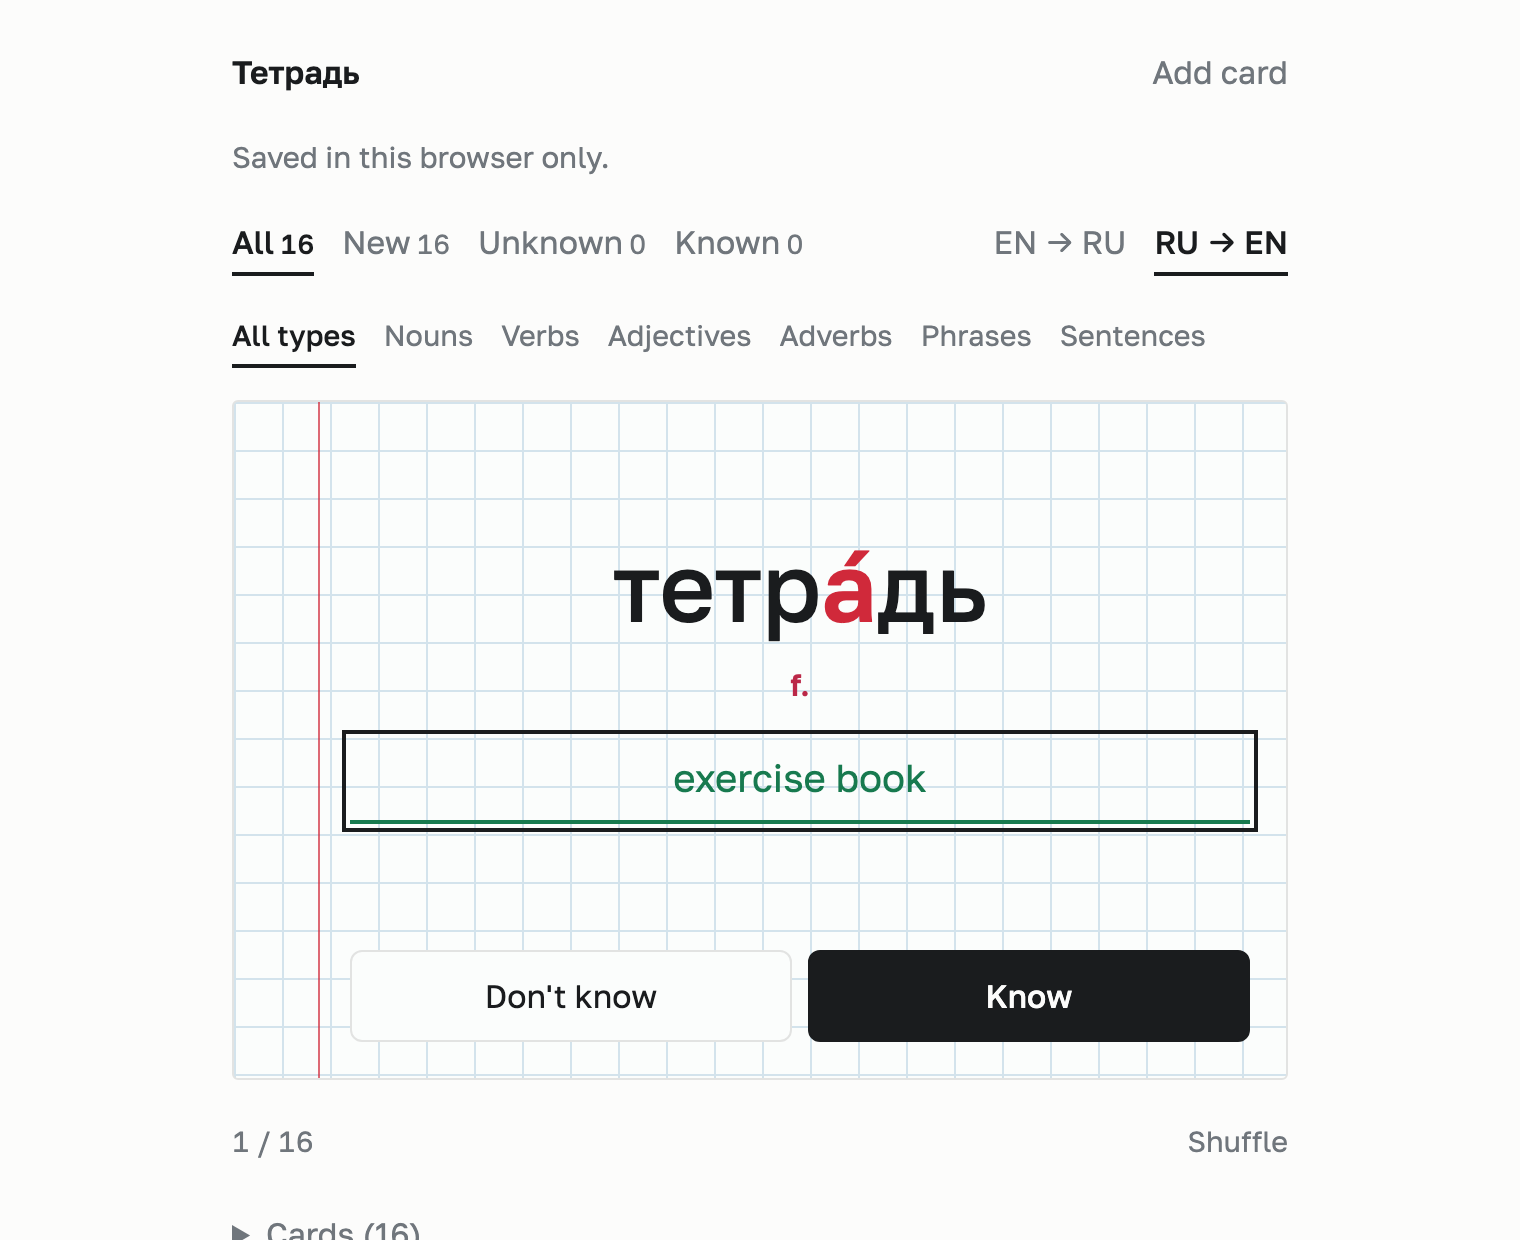 Тетрадь Add card
Saved in this browser only.
All 16 New 16 Unknown 0 Known 0 EN → RU RU → EN
All types Nouns Verbs Adjectives Adverbs Phrases Sentences
тетра́дь
f.
exercise book
Don't know Know
1 / 16 Shuffle
▶ Cards (16)